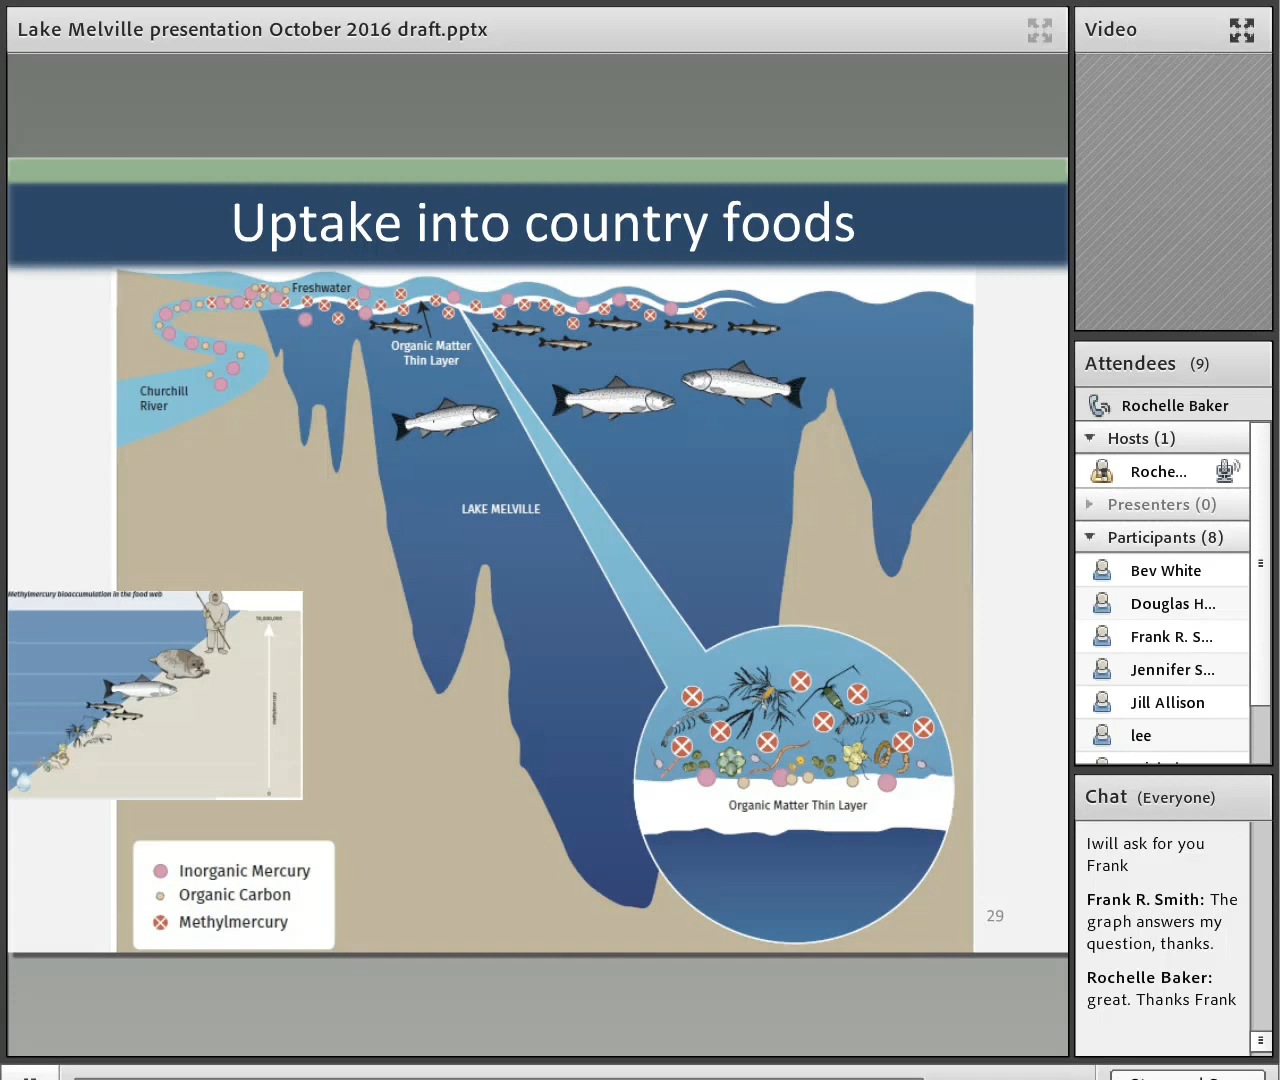 Lake Melville presentation October 2016 draft.pptx
Uptake into country foods
Freshwater
Organic Matter
Thin Layer
Churchill
River
LAKE MELVILLE
Methylmercury bioaccumulation in the food web
10,000,000
0
Organic Matter Thin Layer
Inorganic Mercury
Organic Carbon
Methylmercury
29
Video
Attendees (9)
Rochelle Baker
Hosts (1)
Roche...
Presenters (0)
Participants (8)
Bev White
Douglas H...
Frank R. S...
Jennifer S...
Jill Allison
lee
Chat (Everyone)
Iwill ask for you
Frank
Frank R. Smith: The
graph answers my
question, thanks.
Rochelle Baker:
great. Thanks Frank